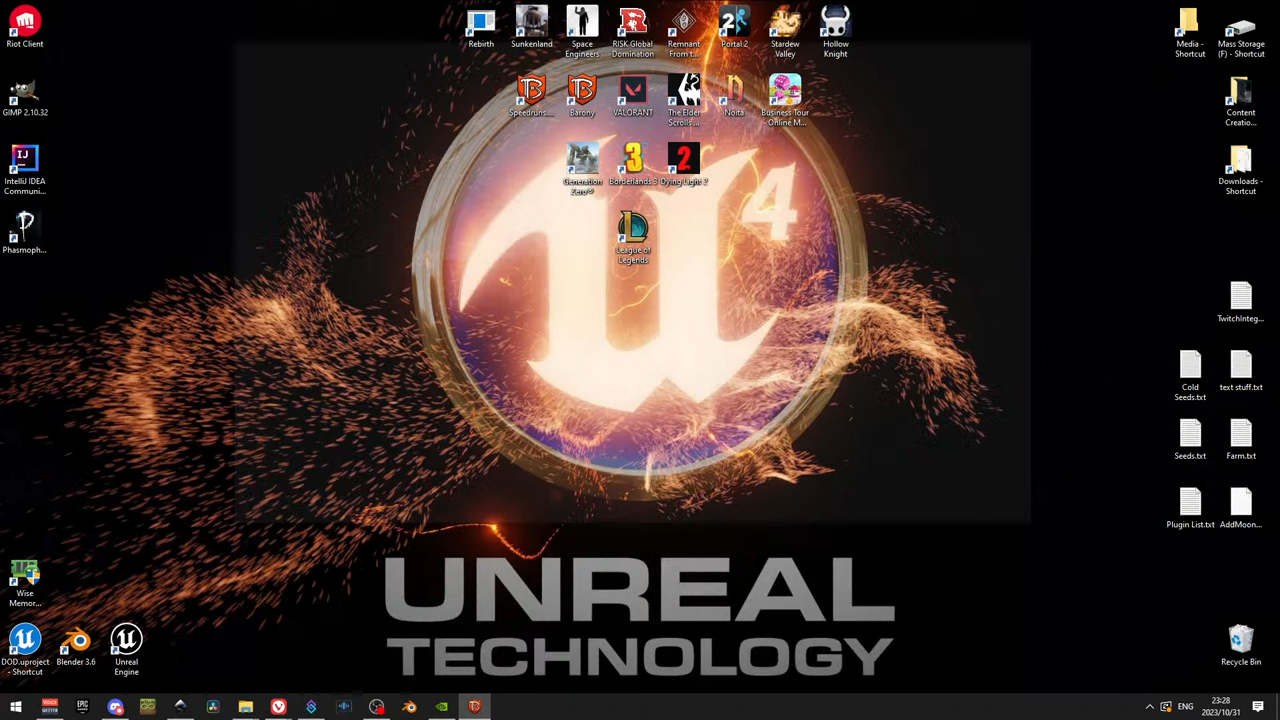 Riot Client
Rebirth
Sunkenland
Space
Engineers
RISK Global
Domination
Remnant
From t...
Portal 2
Stardew
Valley
Hollow
Knight
Media -
Shortcut
Mass Storage
(F) - Shortcut
GIMP 2.10.32
Speedruns...
Barony
VALORANT
The Elder
Scrolls ...
Noita
Business Tour
- Online M...
Content
Creatio...
IntelliJ IDEA
Communi...
Generation
Zero®
Borderlands 3
Dying Light 2
Downloads -
Shortcut
Phasmoph...
League of
Legends
4
TwitchInteg...
Cold
Seeds.txt
text stuff.txt
Seeds.txt
Farm.txt
Plugin List.txt
AddMoon...
UNREAL
TECHNOLOGY
Wise
Memor...
DOD.uproject
- Shortcut
Blender 3.6
Unreal
Engine
Recycle Bin
EPIC
ENG
23:28
2023/10/31